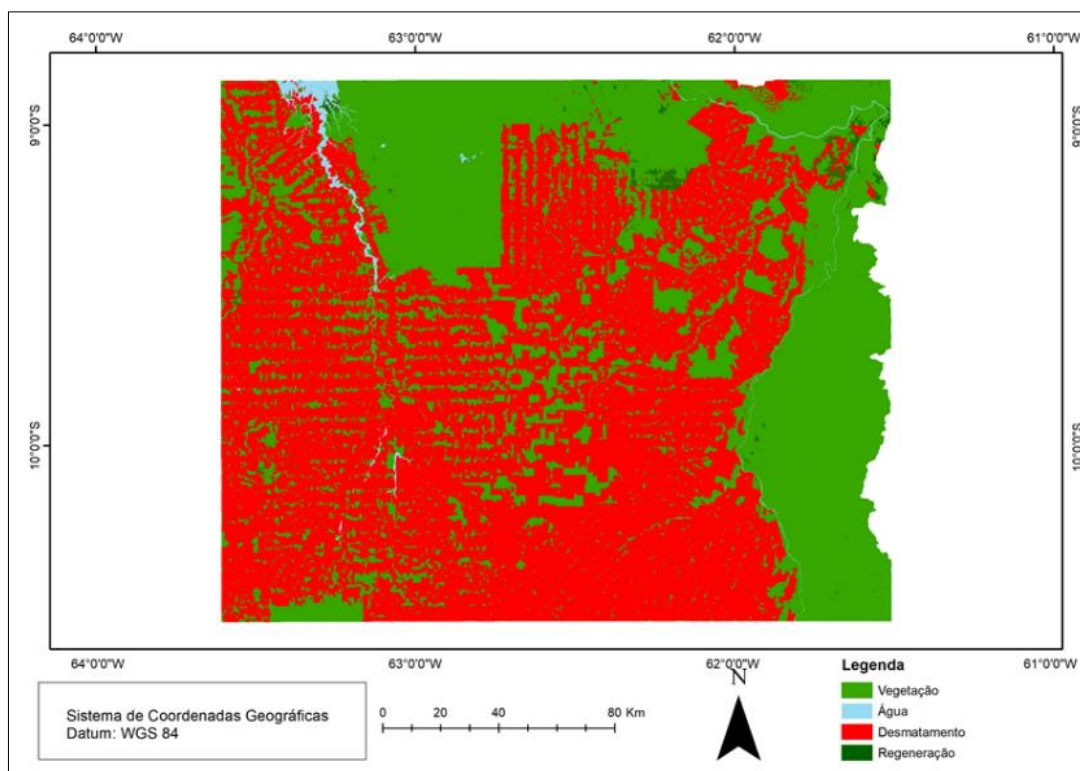 64°0'0"W 63°0'0"W 62°0'0"W 61°0'0"W
9°0'0"S 9°0'0"S
10°0'0"S 10°0'0"S
64°0'0"W 63°0'0"W 62°0'0"W 61°0'0"W
Sistema de Coordenadas Geográficas
Datum: WGS 84
0 20 40 60 80 Km
N
Legenda
Vegetação
Água
Desmatamento
Regeneração